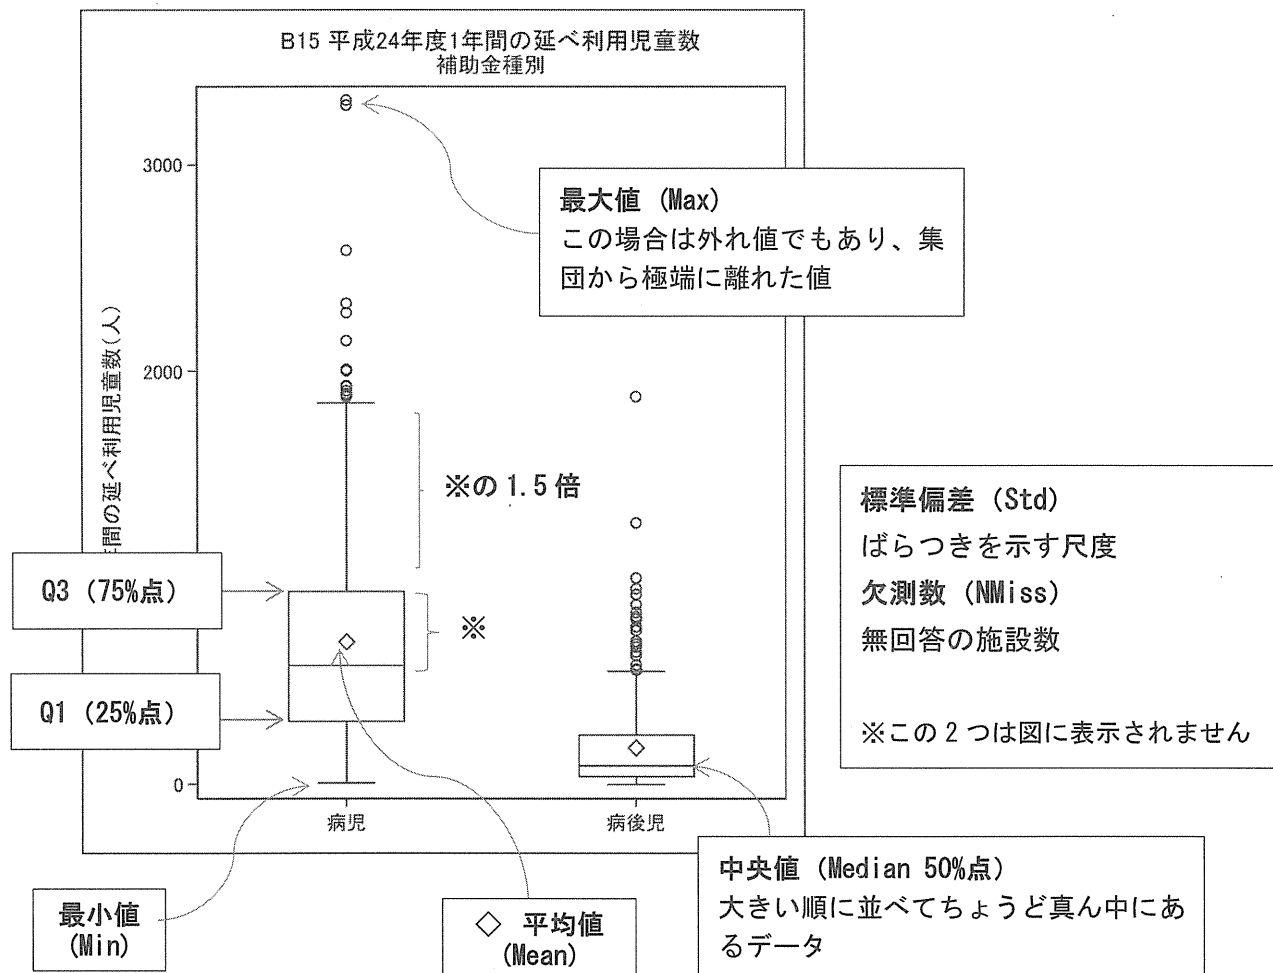 B15 平成24年度1年間の延べ利用児童数
補助金種別
3000
2000
0
間の延べ利用児童数(人)
病児
病後児
最大値 (Max)
この場合は外れ値でもあり、集
団から極端に離れた値
※の 1.5 倍
※
Q3 (75%点)
Q1 (25%点)
標準偏差 (Std)
ばらつきを示す尺度
欠測数 (NMiss)
無回答の施設数
※この 2 つは図に表示されません
最小値
(Min)
◇ 平均値
(Mean)
中央値 (Median 50%点)
大きい順に並べてちょうど真ん中にあ
るデータ